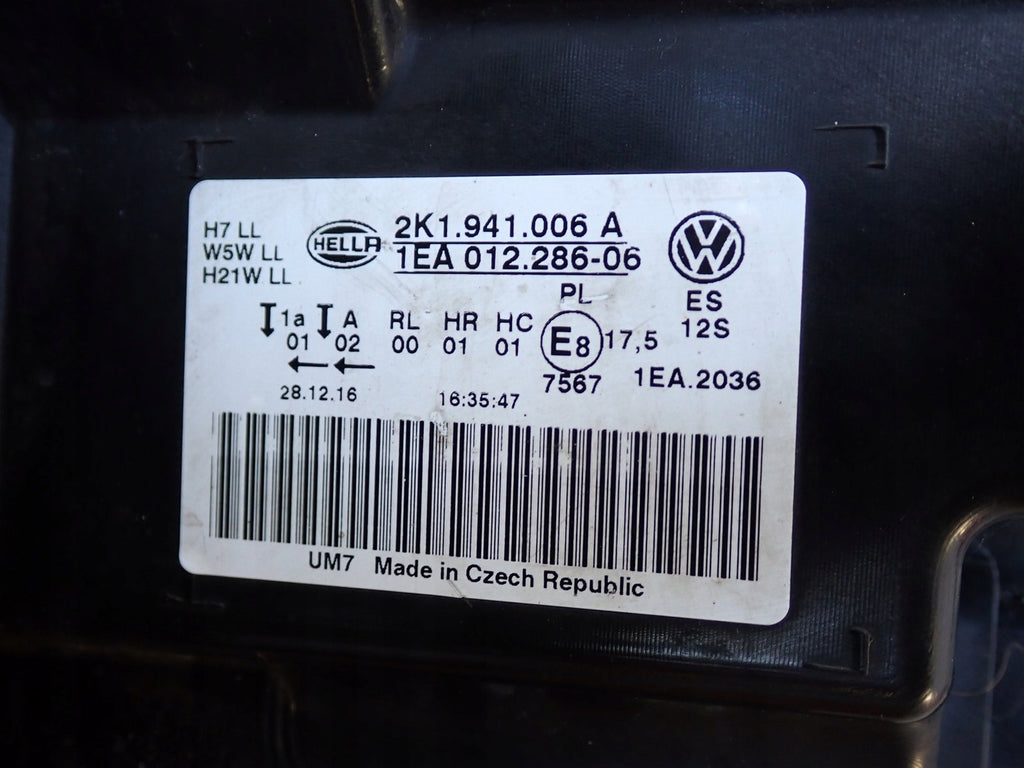 H7 LL
W5W LL
H21W LL
HELLA
2K1.941.006 A
1EA 012.286-06
VW
PL
ES
12S
1a A RL HR HC
01 02 00 01 01
E8
17,5
7567
1EA.2036
28.12.16 16:35:47
UM7 Made in Czech Republic